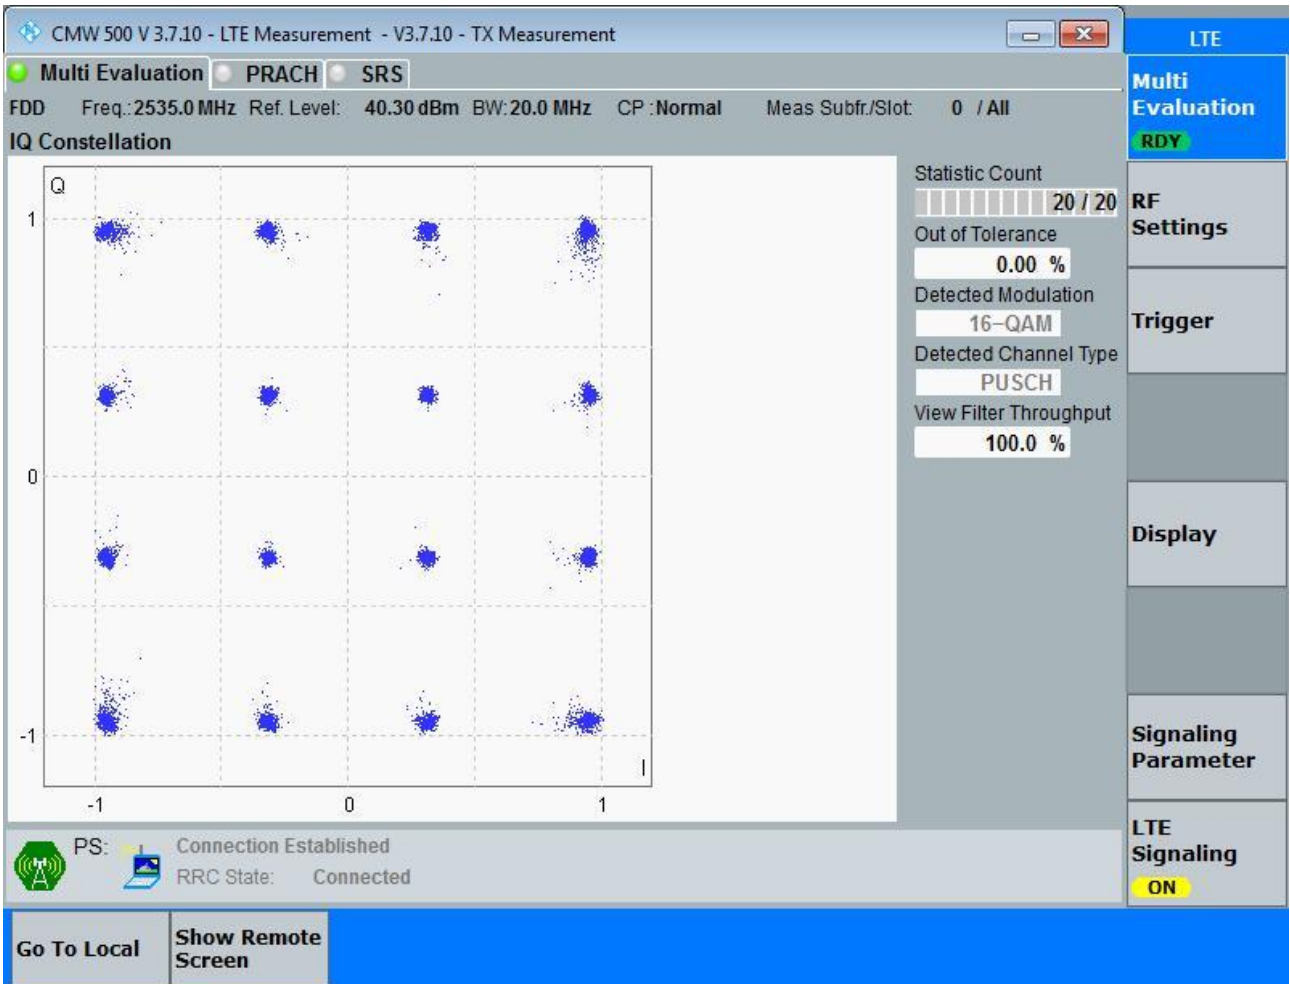 CMW 500 V 3.7.10 - LTE Measurement - V3.7.10 - TX Measurement
LTE
Multi Evaluation PRACH SRS
Multi
Evaluation
RDY
FDD Freq.: 2535.0 MHz Ref. Level: 40.30 dBm BW: 20.0 MHz CP : Normal Meas Subfr./Slot: 0 / All
IQ Constellation
Q
1
0
-1
I
-1 0 1
Statistic Count
20 / 20
Out of Tolerance
0.00 %
Detected Modulation
16-QAM
Detected Channel Type
PUSCH
View Filter Throughput
100.0 %
RF
Settings
Trigger
Display
Signaling
Parameter
LTE
Signaling
ON
PS: Connection Established
RRC State: Connected
Go To Local
Show Remote
Screen